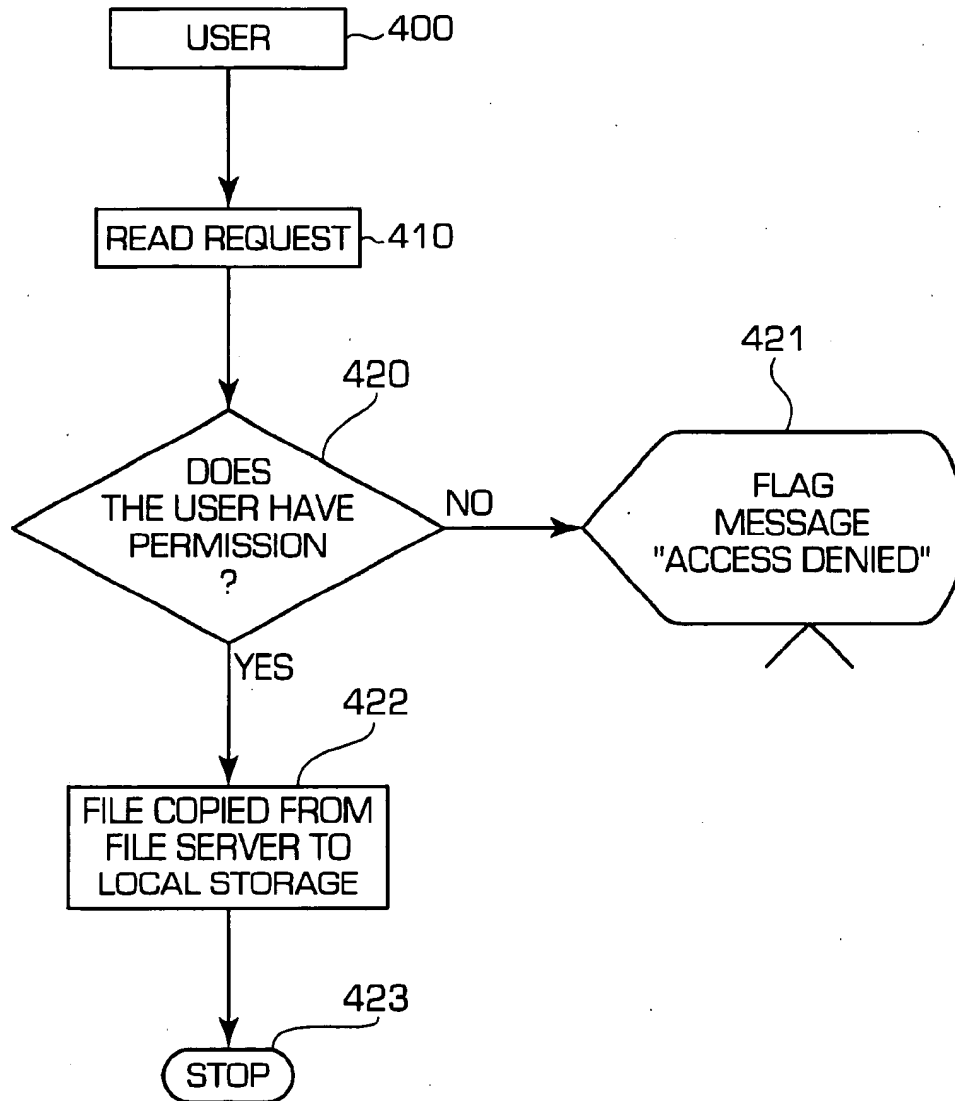 USER
400
READ REQUEST
410
420
DOES
THE USER HAVE
PERMISSION
?
NO
421
FLAG
MESSAGE
"ACCESS DENIED"
YES
422
FILE COPIED FROM
FILE SERVER TO
LOCAL STORAGE
423
STOP